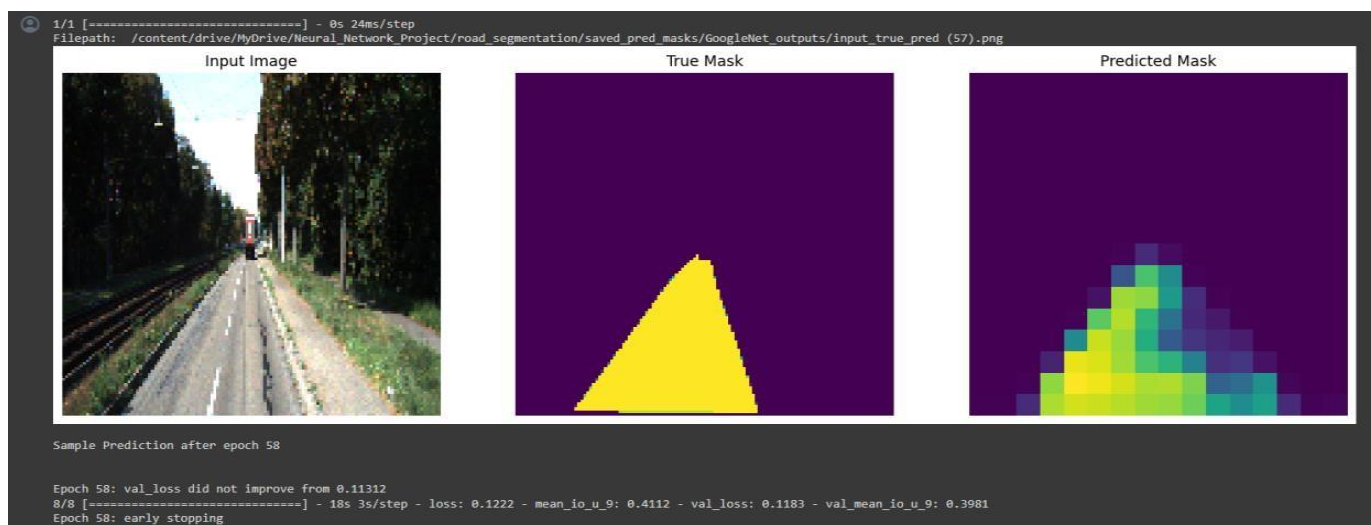 1/1 [==============================] - 0s 24ms/step
Filepath:  /content/drive/MyDrive/Neural_Network_Project/road_segmentation/saved_pred_masks/GoogleNet_outputs/input_true_pred (57).png
Input Image
True Mask
Predicted Mask
Sample Prediction after epoch 58
Epoch 58: val_loss did not improve from 0.11312
8/8 [==============================] - 18s 3s/step - loss: 0.1222 - mean_io_u_9: 0.4112 - val_loss: 0.1183 - val_mean_io_u_9: 0.3981
Epoch 58: early stopping